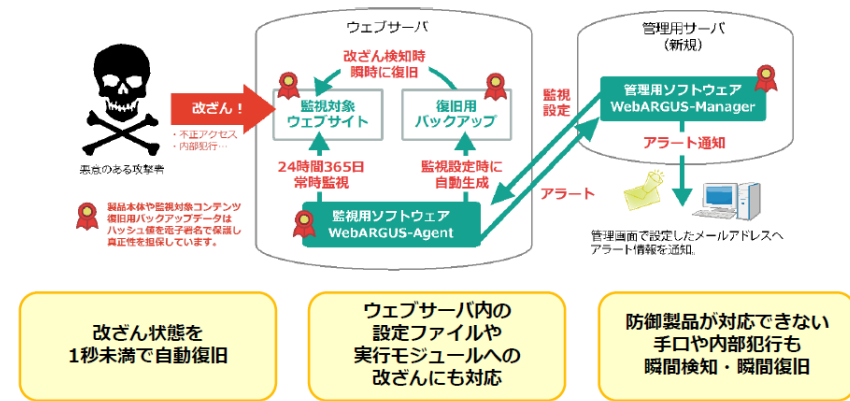 ウェブサーバ
管理用サーバ
（新規）
改ざん検知時
瞬時に復旧
改ざん！
・不正アクセス
・内部犯行…
悪意のある攻撃者
監視対象
ウェブサイト
復旧用
バックアップ
監視
設定
管理用ソフトウェア
WebARGUS-Manager
24時間365日
常時監視
監視設定時に
自動生成
アラート
アラート通知
監視用ソフトウェア
WebARGUS-Agent
製品本体や監視対象コンテンツ
復旧用バックアップデータは
ハッシュ値を電子署名で保護し
真正性を担保しています。
管理画面で設定したメールアドレスへ
アラート情報を通知。
改ざん状態を
1秒未満で自動復旧
ウェブサーバ内の
設定ファイルや
実行モジュールへの
改ざんにも対応
防御製品が対応できない
手口や内部犯行も
瞬間検知・瞬間復旧